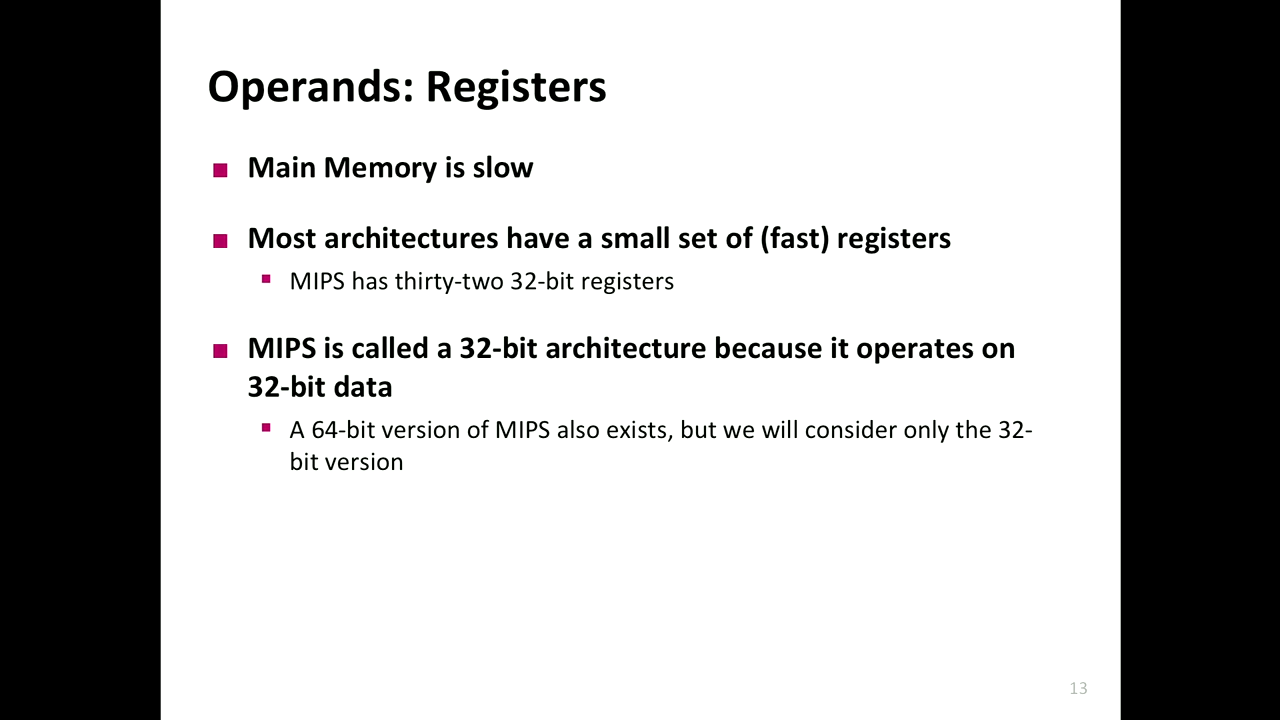 Operands: Registers
Main Memory is slow
Most architectures have a small set of (fast) registers
MIPS has thirty-two 32-bit registers
MIPS is called a 32-bit architecture because it operates on
32-bit data
A 64-bit version of MIPS also exists, but we will consider only the 32-
bit version
13